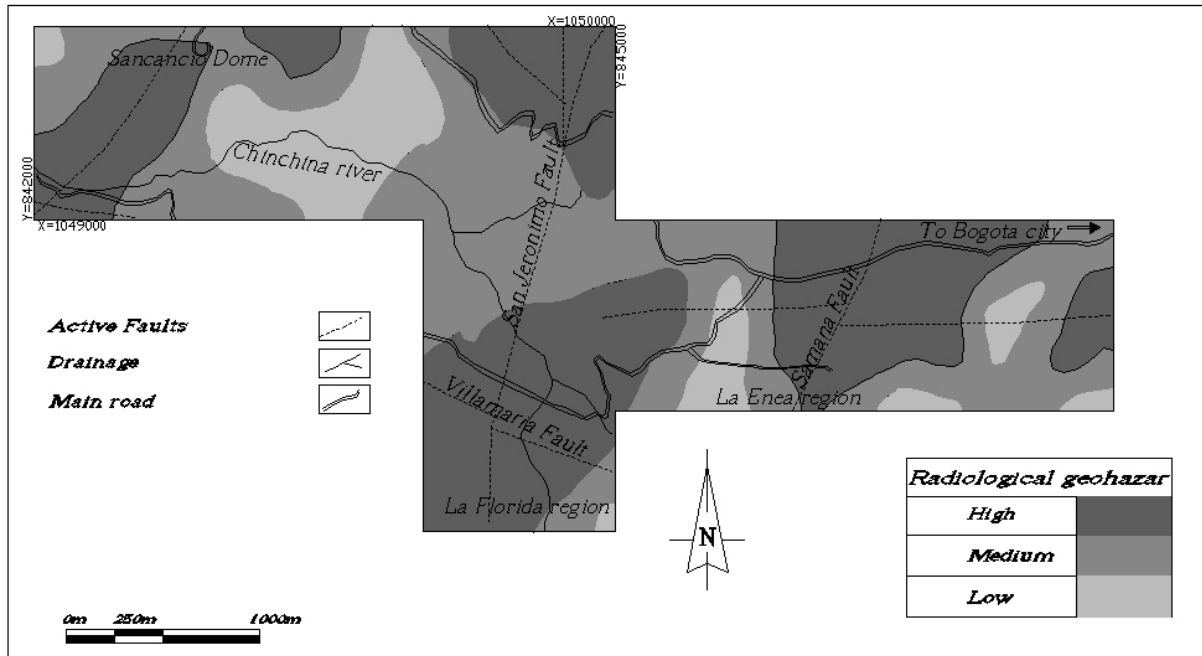 X=1050000
Y=845000
Sancancio Dome
Chinchina river
San Jeronimo Fault
Y=842000
X=1049000
To Bogota city
Samana Fault
Active Faults
Drainage
Main road
Villamaria Fault
La Enea region
La Florida region
N
Radiological geohazar
High
Medium
Low
0m 250m 1000m